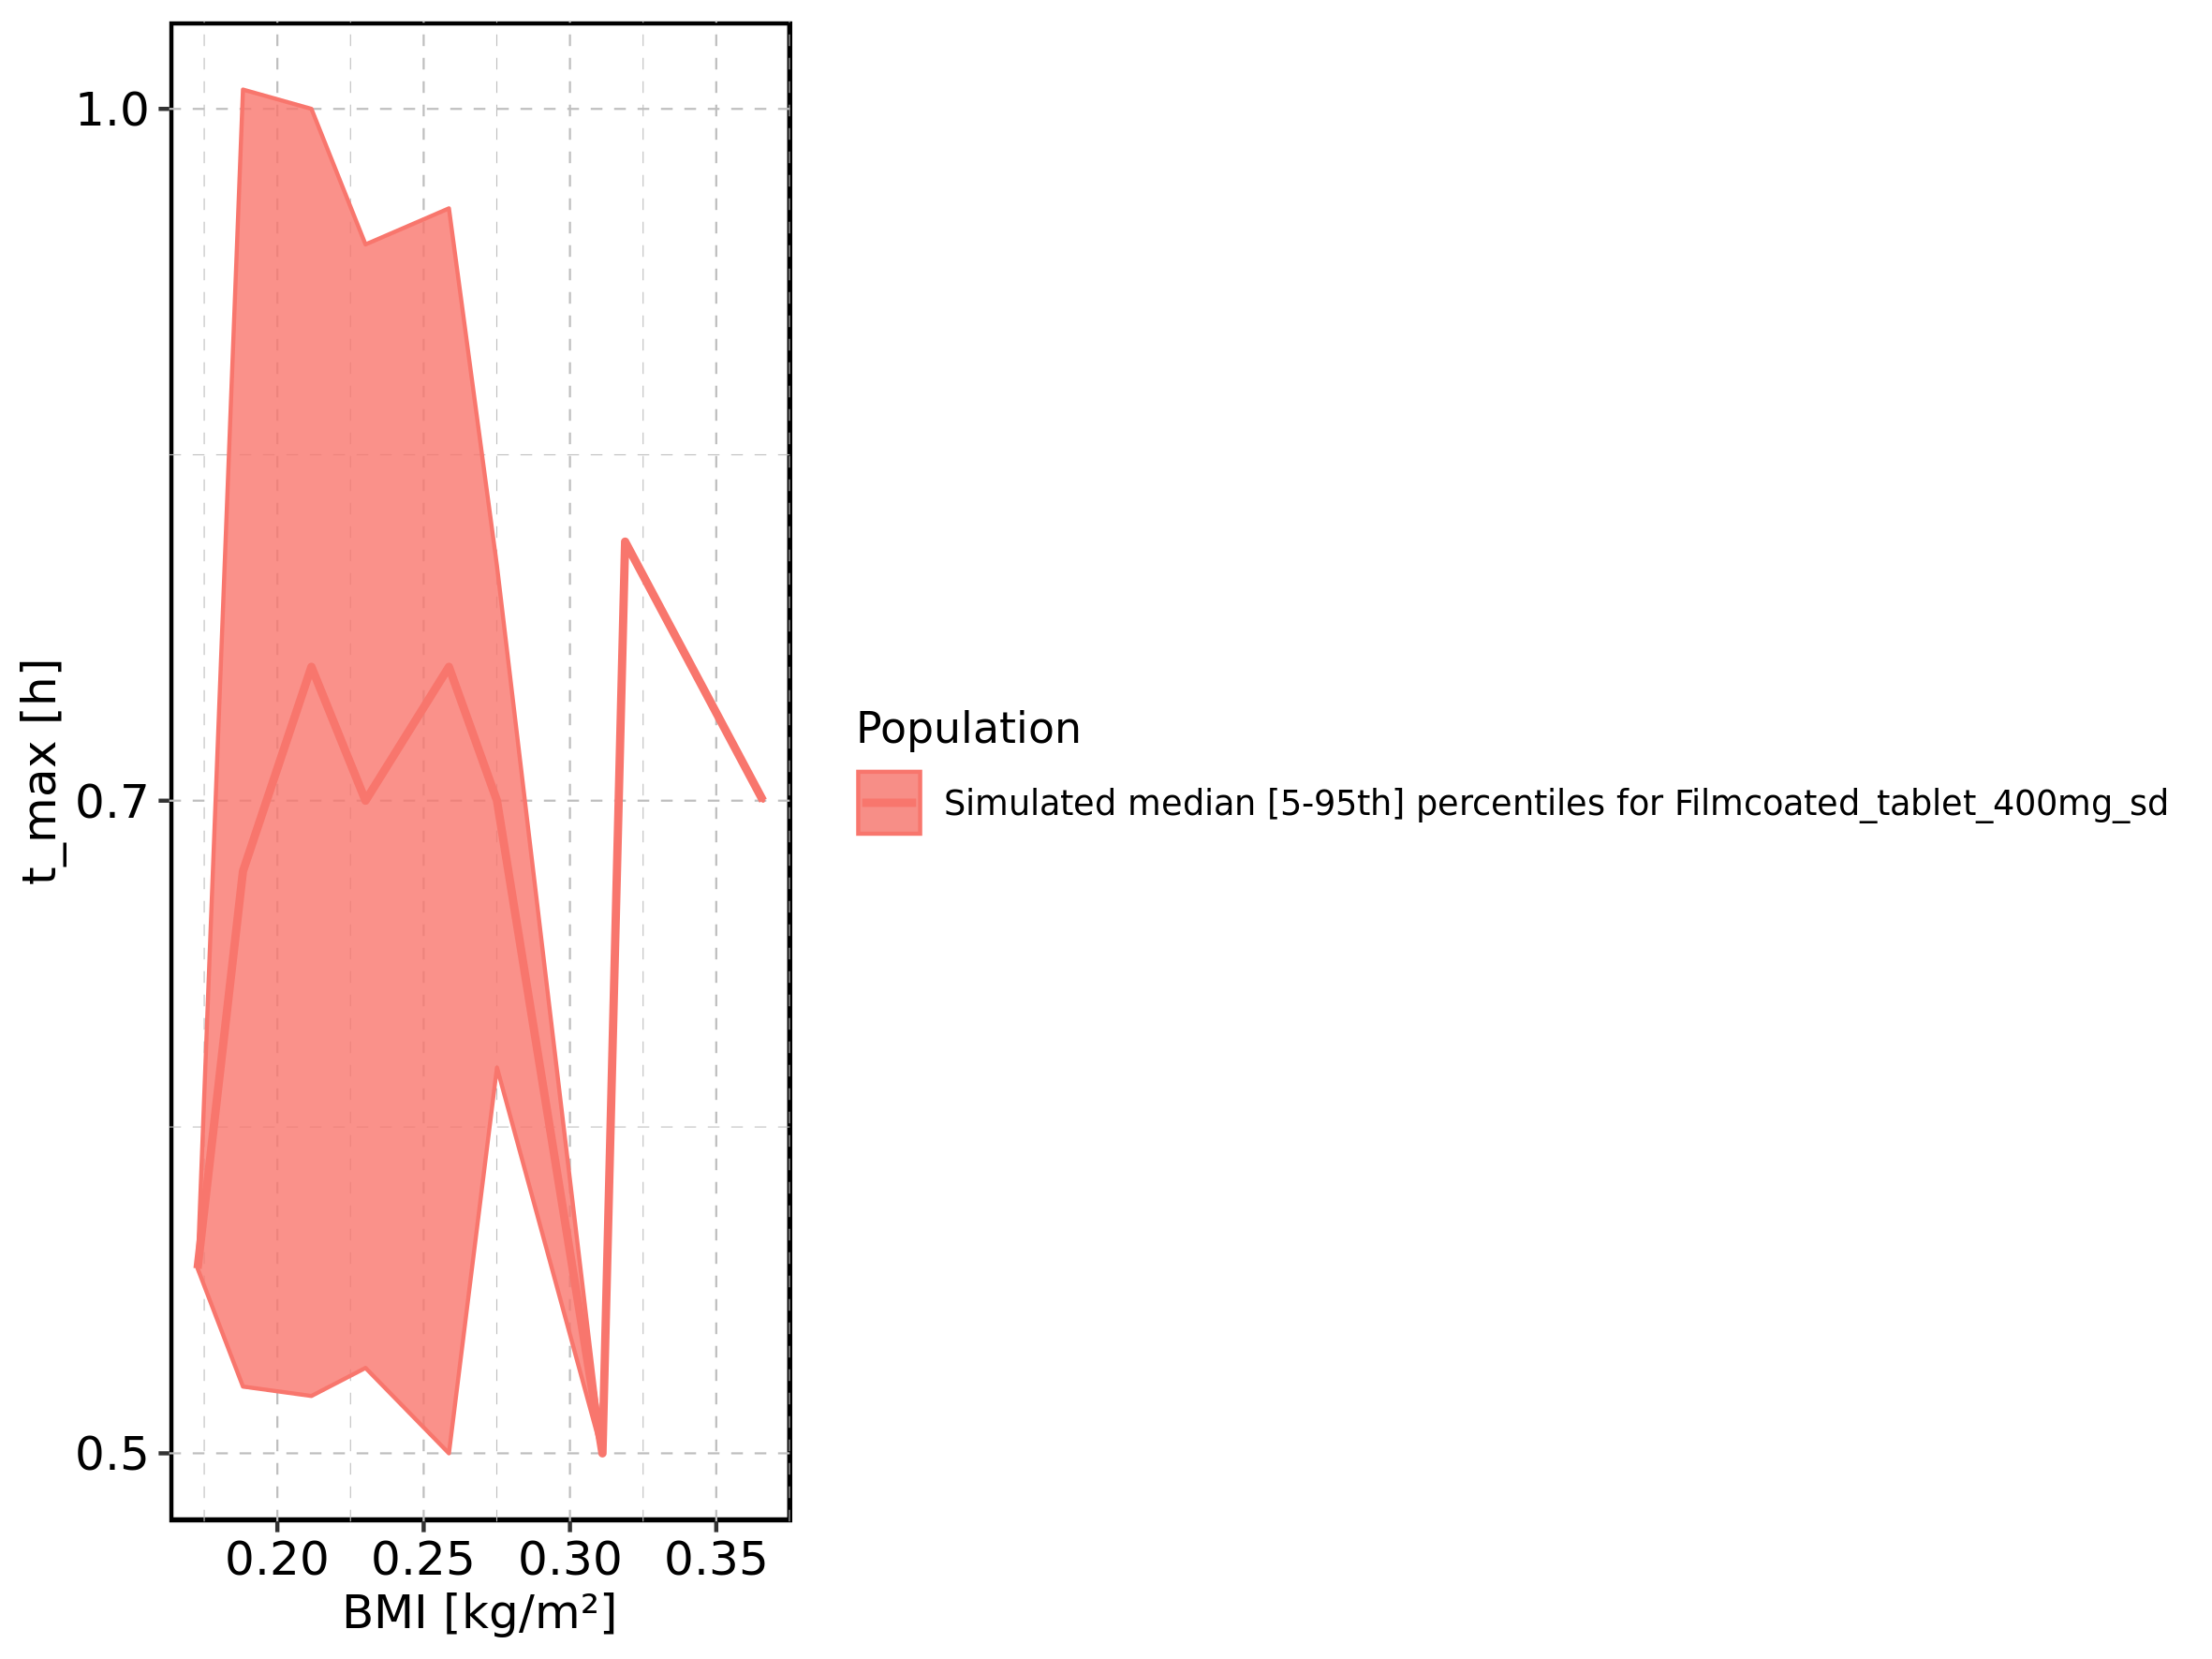 1.0
0.7
0.5
t_max [h]
0.20 0.25 0.30 0.35
BMI [kg/m²]
Population
Simulated median [5-95th] percentiles for Filmcoated_tablet_400mg_sd